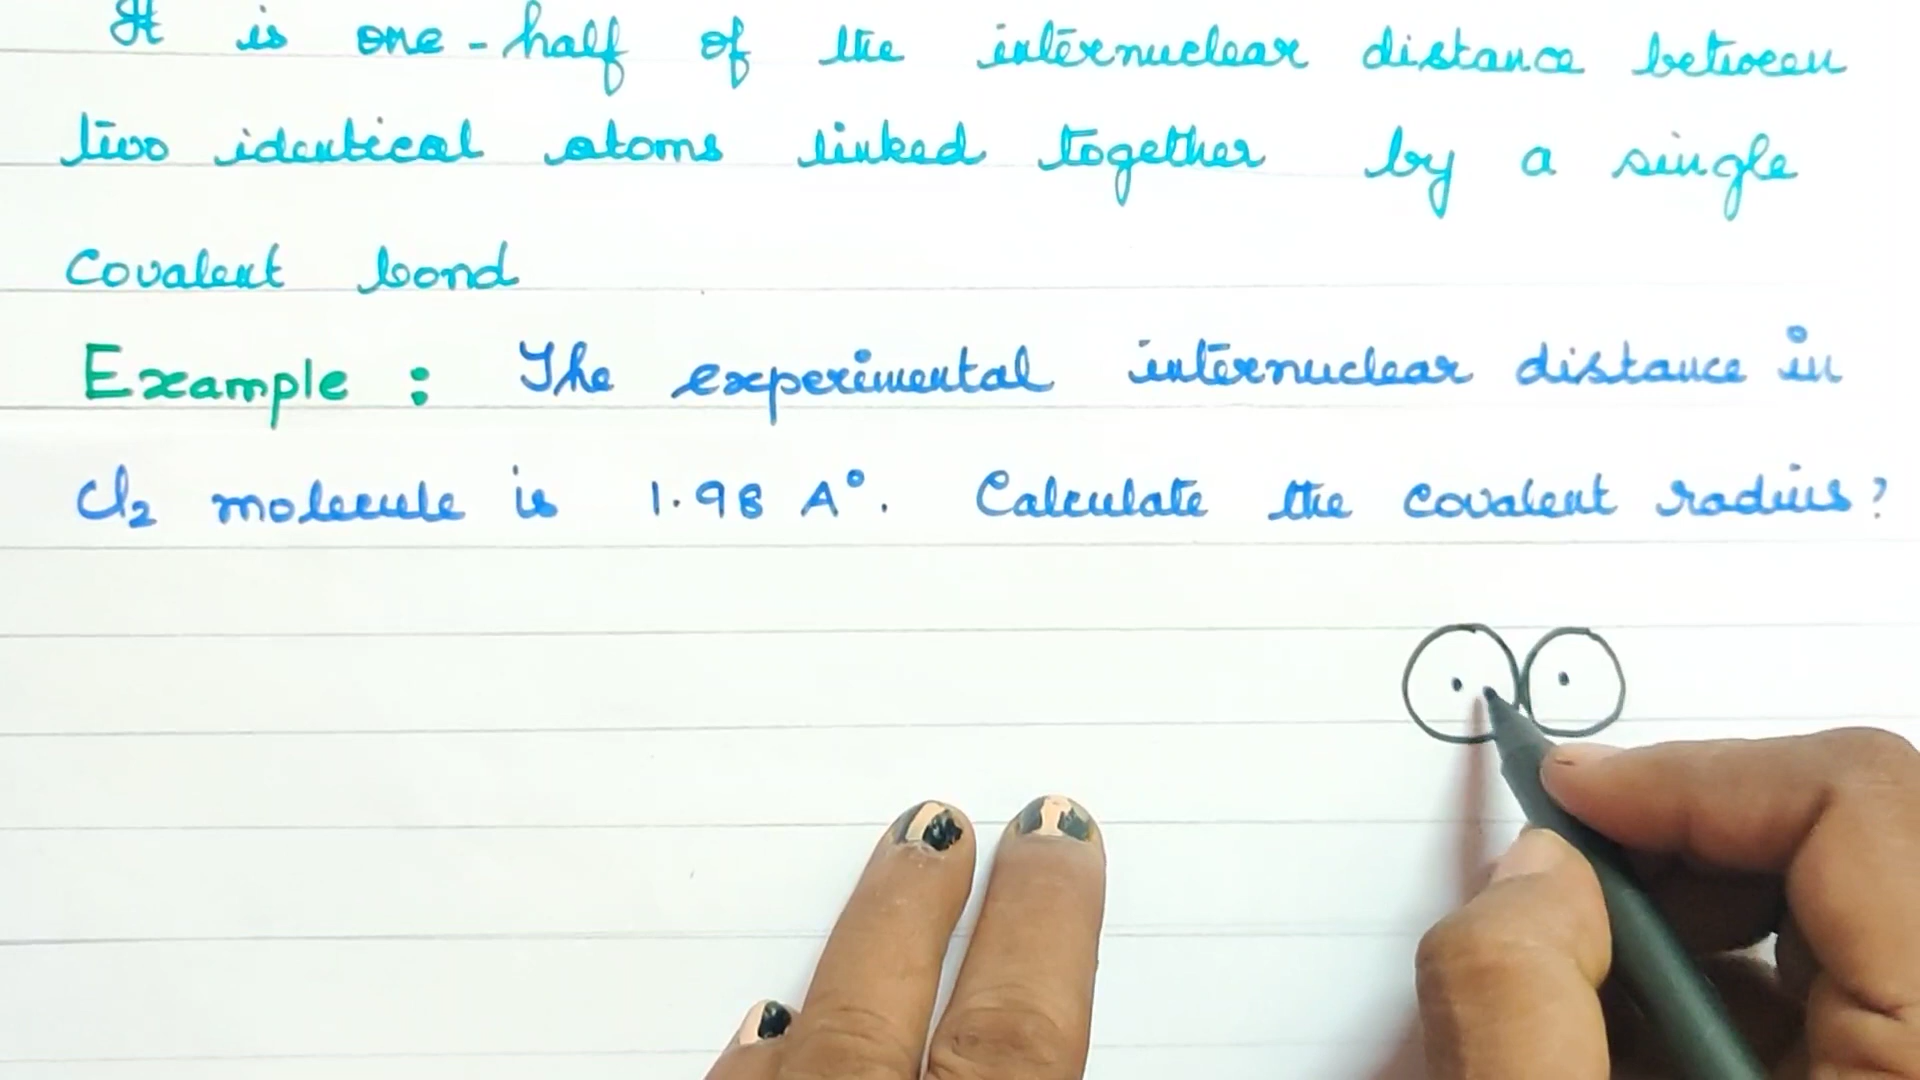 It is one-half of the internuclear distance between
two identical atoms linked together by a single
covalent bond
Example : The experimental internuclear distance in
Cl₂ molecule is 1.98 A°. Calculate the covalent radius?